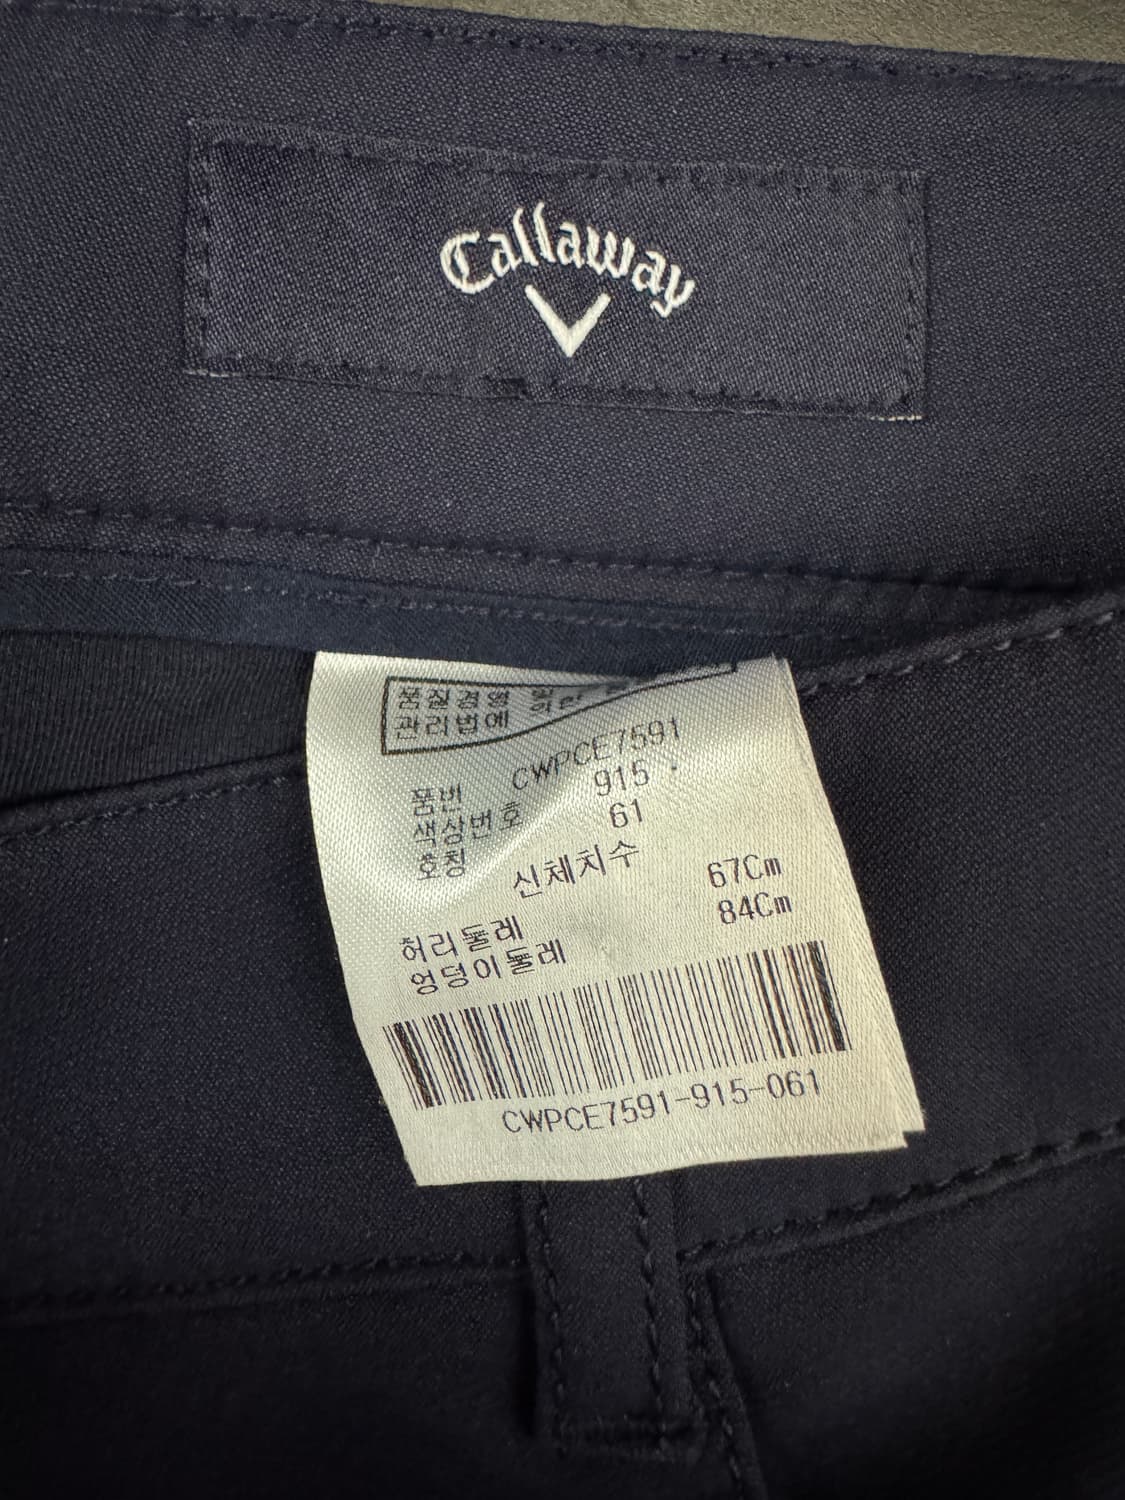 Callaway
품질경영
관리법에
품번 CWPCE7591
색상번호 915
호칭 61
신체치수
허리둘레 67Cm
엉덩이둘레 84Cm
CWPCE7591-915-061